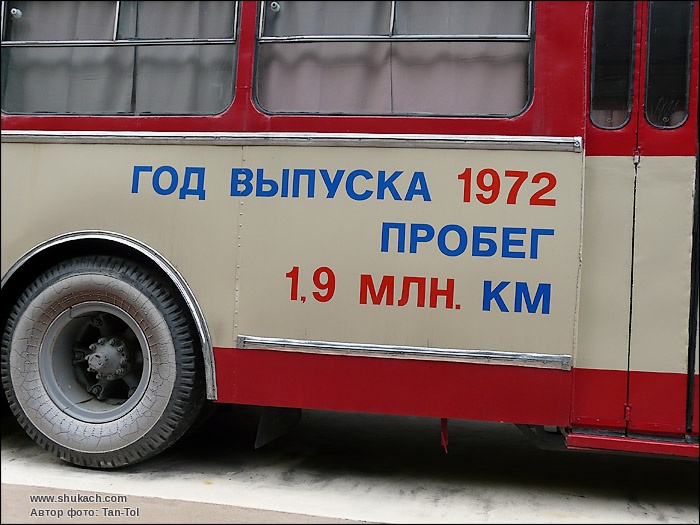 ГОД ВЫПУСКА 1972
ПРОБЕГ
1,9 МЛН. КМ
www.shukach.com
Автор фото: Tan-Tol